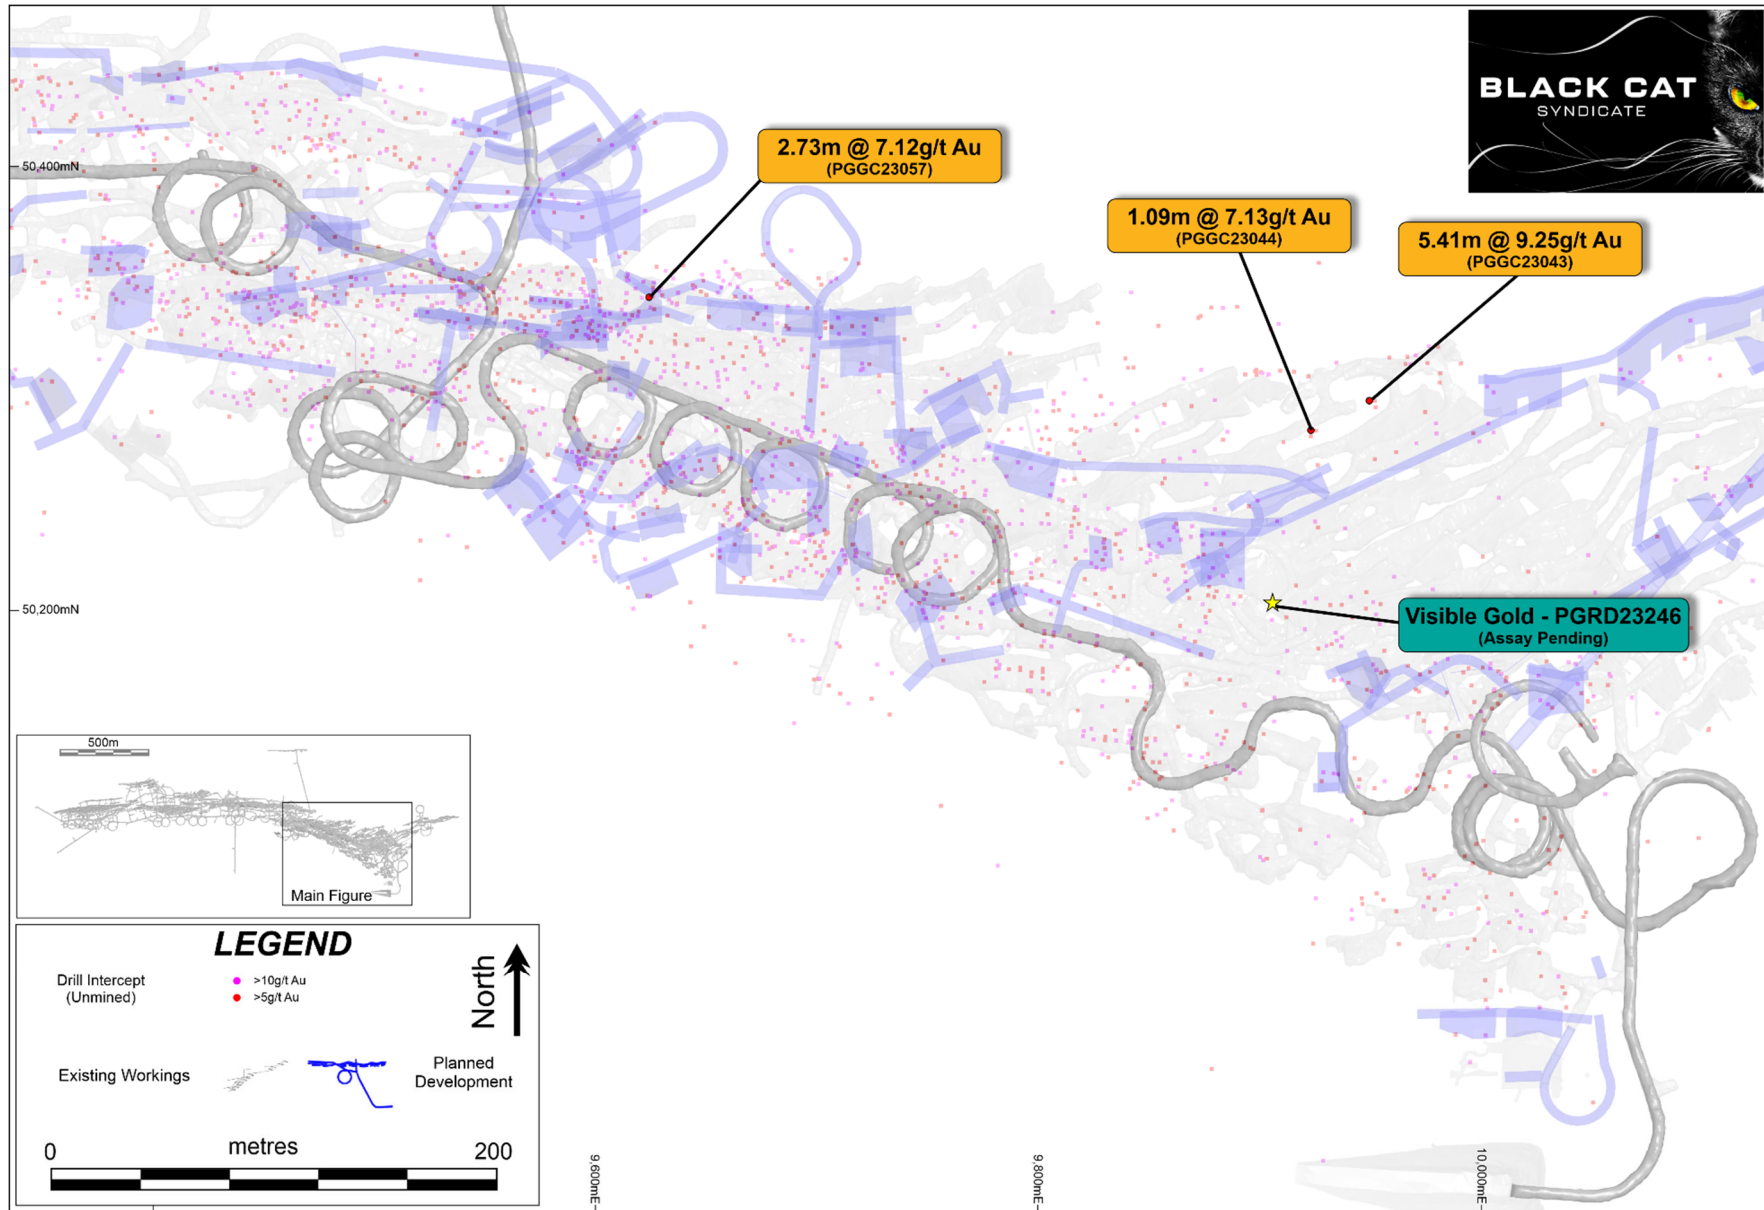 BLACK CAT
SYNDICATE
2.73m @ 7.12g/t Au
(PGGC23057)
50,400mN
1.09m @ 7.13g/t Au
(PGGC23044)
5.41m @ 9.25g/t Au
(PGGC23043)
50,200mN
Visible Gold - PGRD23246
(Assay Pending)
500m
Main Figure
LEGEND
North
Drill Intercept
(Unmined)
>10g/t Au
>5g/t Au
Existing Workings
Planned
Development
0 metres 200
9,600mE
9,800mE
10,000mE